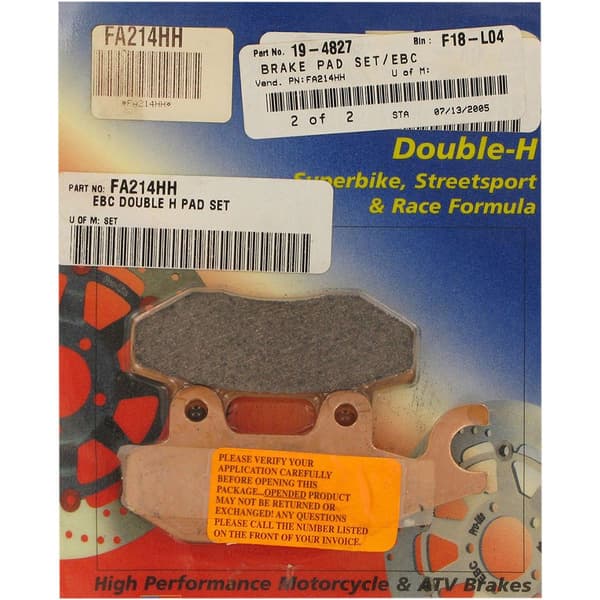 FA214HH
*FA214HH*
Part No. 19-4827 Bin: F18-L04
BRAKE PAD SET/EBC
Vend. PN:FA214HH U of M:
2 of 2 STA 07/13/2005
Double-H
Superbike, Streetsport
& Race Formula
PART NO: FA214HH
EBC DOUBLE H PAD SET
U OF M: SET
PLEASE VERIFY YOUR
APPLICATION CAREFULLY
BEFORE OPENING THIS
PACKAGE...OPENDED PRODUCT
MAY NOT BE RETURNED OR
EXCHANGED! ANY QUESTIONS
PLEASE CALL THE NUMBER LISTED
ON THE FRONT OF YOUR INVOICE.
EBC
High Performance Motorcycle & ATV Brakes